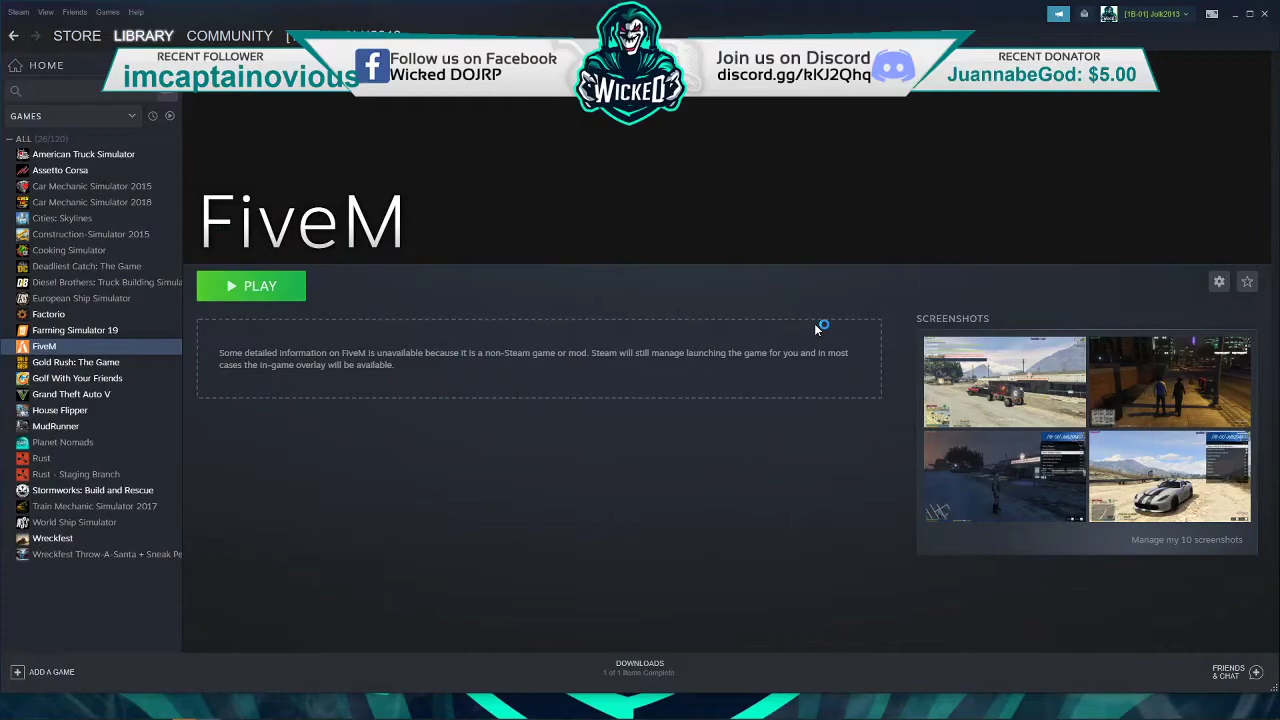 Steam View Friends Games Help
[1B-01] Jolk2013
STORE LIBRARY COMMUNITY
HOME
RECENT FOLLOWER
imcaptainovious
Follow us on Facebook
Wicked DOJRP
WICKED
Join us on Discord
discord.gg/kKJ2Qhq
RECENT DONATOR
JuannabeGod: $5.00
GAMES
ALL (26/120)
American Truck Simulator
Assetto Corsa
Car Mechanic Simulator 2015
Car Mechanic Simulator 2018
Cities: Skylines
Construction-Simulator 2015
Cooking Simulator
Deadliest Catch: The Game
Diesel Brothers: Truck Building Simula
European Ship Simulator
Factorio
Farming Simulator 19
FiveM
Gold Rush: The Game
Golf With Your Friends
Grand Theft Auto V
House Flipper
MudRunner
Planet Nomads
Rust
Rust - Staging Branch
Stormworks: Build and Rescue
Train Mechanic Simulator 2017
World Ship Simulator
Wreckfest
Wreckfest Throw-A-Santa + Sneak Pe
FiveM
PLAY
Some detailed information on FiveM is unavailable because it is a non-Steam game or mod. Steam will still manage launching the game for you and in most
cases the in-game overlay will be available.
SCREENSHOTS
Manage my 10 screenshots
ADD A GAME
DOWNLOADS
1 of 1 Items Complete
FRIENDS
& CHAT